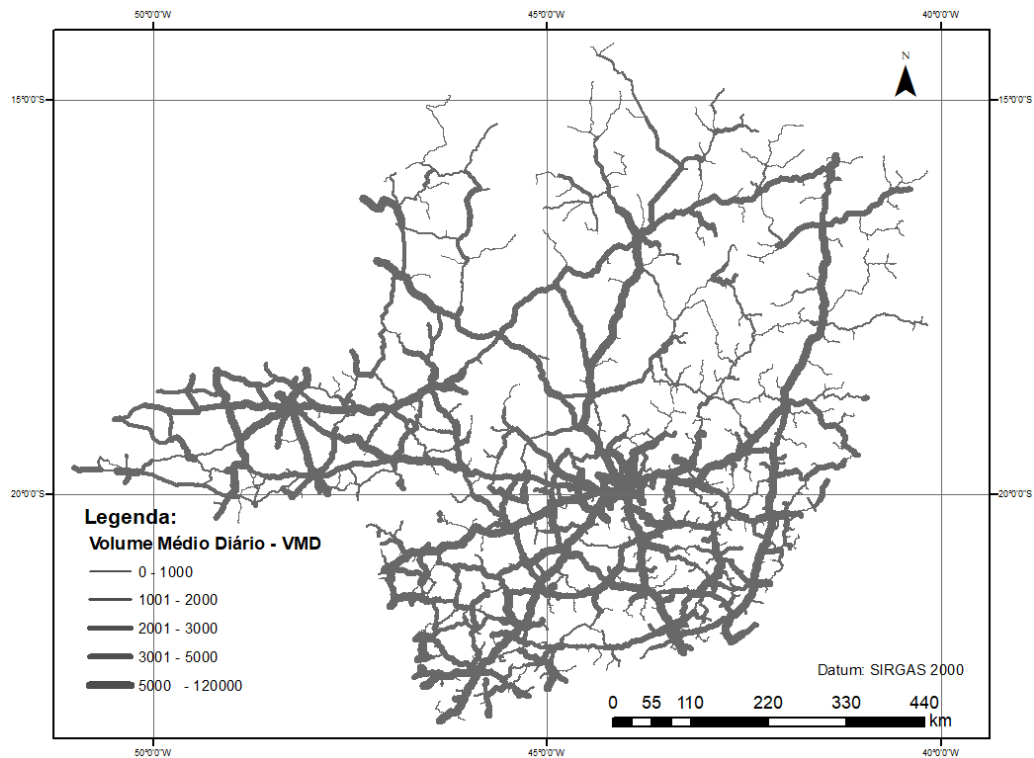 50°0'0"W 45°0'0"W 40°0'0"W
N
15°0'0"S 15°0'0"S
20°0'0"S 20°0'0"S
Legenda:
Volume Médio Diário - VMD
0 - 1000
1001 - 2000
2001 - 3000
3001 - 5000
5000 - 120000
Datum: SIRGAS 2000
0 55 110 220 330 440
km
50°0'0"W 45°0'0"W 40°0'0"W